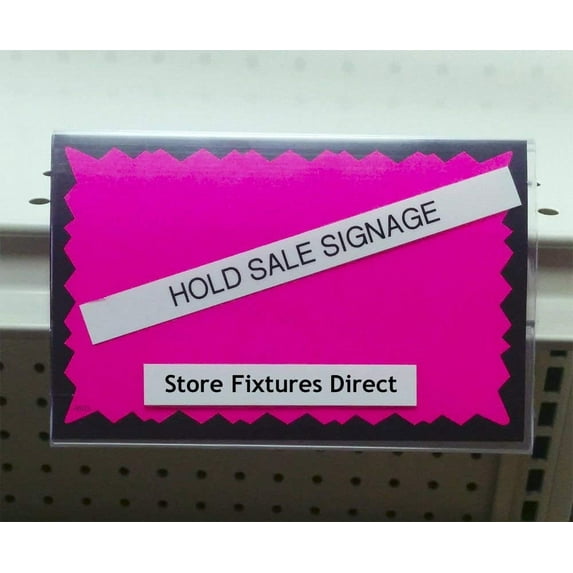 HOLD SALE SIGNAGE
Store Fixtures Direct